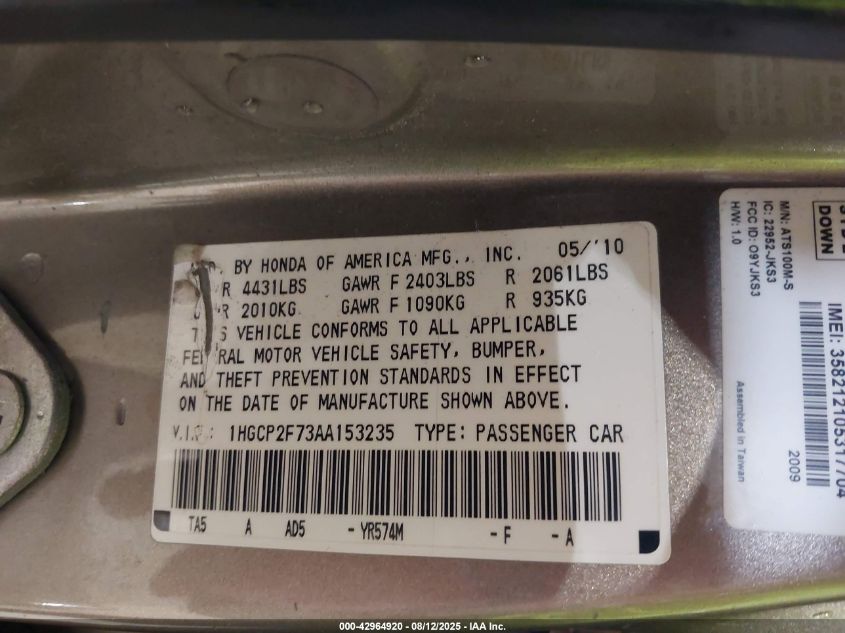 BY HONDA OF AMERICA MFG., INC. 05/'10
R 4431LBS GAWR F 2403LBS R 2061LBS
R 2010KG GAWR F 1090KG R 935KG
VEHICLE CONFORMS TO ALL APPLICABLE
MOTOR VEHICLE SAFETY, BUMPER,
AND THEFT PREVENTION STANDARDS IN EFFECT
ON THE DATE OF MANUFACTURE SHOWN ABOVE.
1HGCP2F73AA153235 TYPE: PASSENGER CAR
TA5 A AD5 - YR574M - F - A
DOWN
M/N: ATS100M-S
IC: 22952-JKS3
FCC ID: O9YJKS3
H/W: 1.0
IMEI: 358212105317704
2009
Assembled in Taiwan
000-42964920 - 08/12/2025 - IAA Inc.